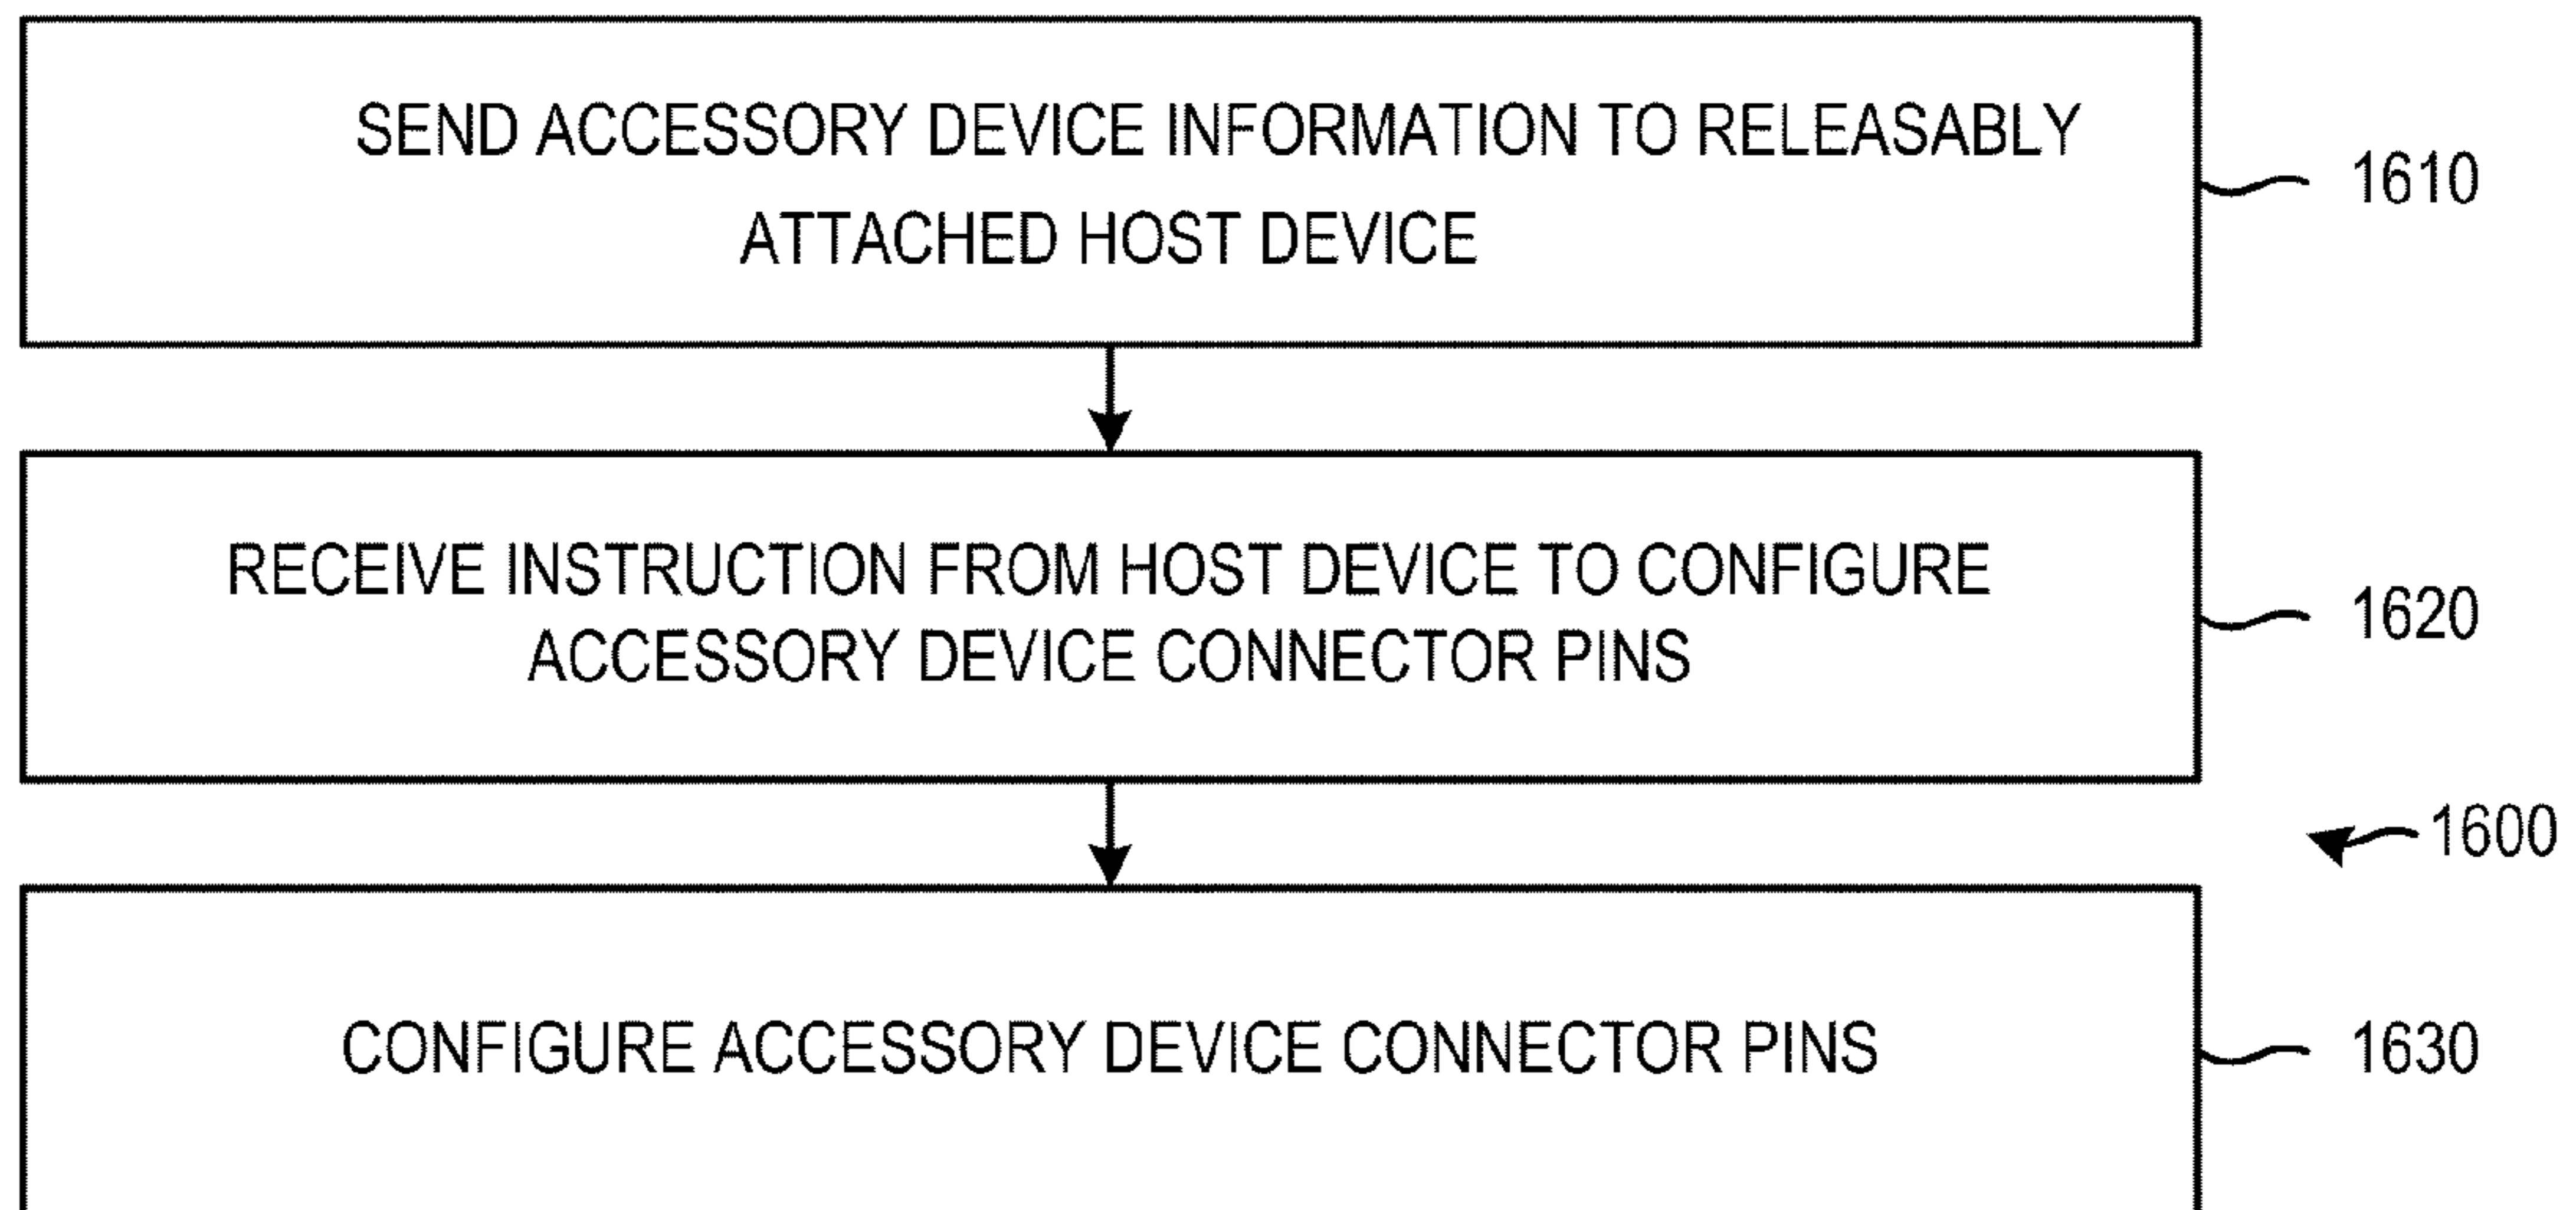 SEND ACCESSORY DEVICE INFORMATION TO RELEASABLY
ATTACHED HOST DEVICE
1610
RECEIVE INSTRUCTION FROM HOST DEVICE TO CONFIGURE
ACCESSORY DEVICE CONNECTOR PINS
1620
1600
CONFIGURE ACCESSORY DEVICE CONNECTOR PINS
1630